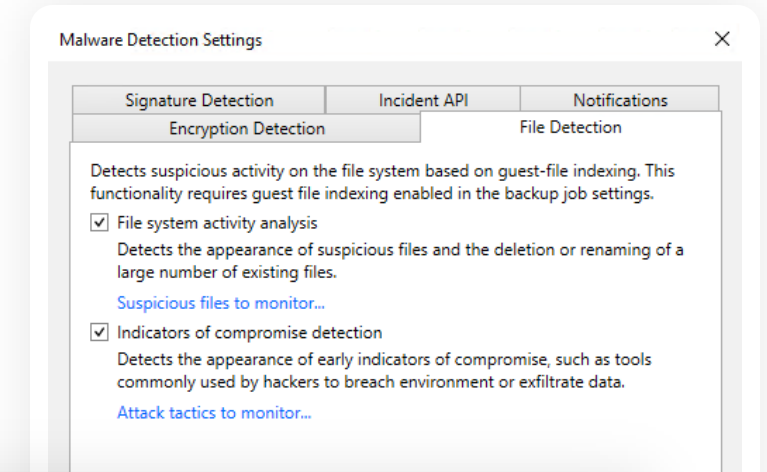 Malware Detection Settings
Signature Detection
Incident API
Notifications
Encryption Detection
File Detection
Detects suspicious activity on the file system based on guest-file indexing. This
functionality requires guest file indexing enabled in the backup job settings.
File system activity analysis
Detects the appearance of suspicious files and the deletion or renaming of a
large number of existing files.
Suspicious files to monitor...
Indicators of compromise detection
Detects the appearance of early indicators of compromise, such as tools
commonly used by hackers to breach environment or exfiltrate data.
Attack tactics to monitor...